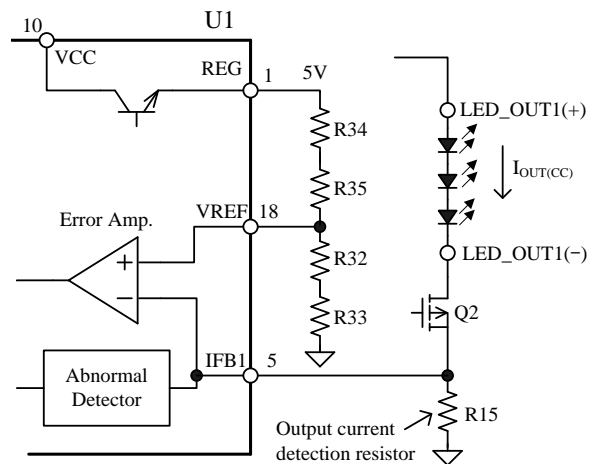 U1
10
VCC
REG
1
5V
R34
R35
LED_OUT1(+)
IOUT(CC)
Error Amp.
VREF
18
R32
R33
LED_OUT1(−)
Q2
IFB1
5
Abnormal
Detector
Output current
detection resistor
R15